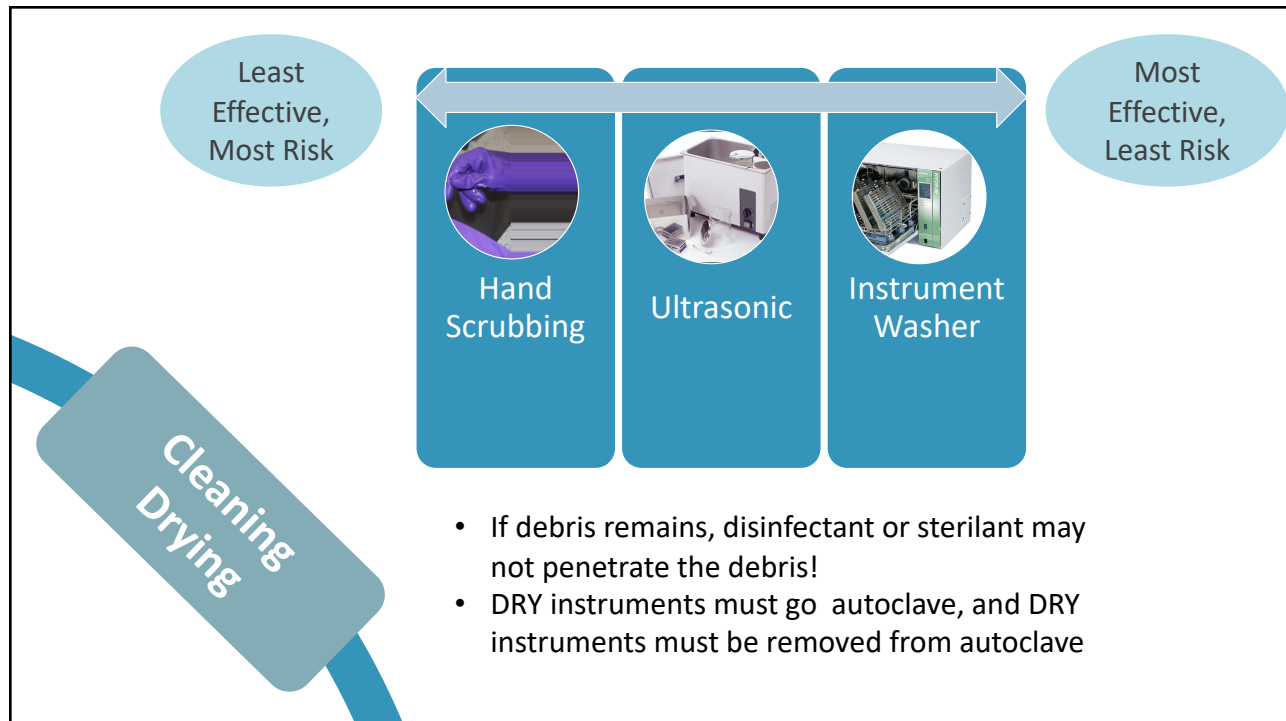 Least
Effective,
Most Risk
Most
Effective,
Least Risk
Hand
Scrubbing
Ultrasonic
Instrument
Washer
Cleaning
Drying
• If debris remains, disinfectant or sterilant may
not penetrate the debris!
• DRY instruments must go  autoclave, and DRY
instruments must be removed from autoclave